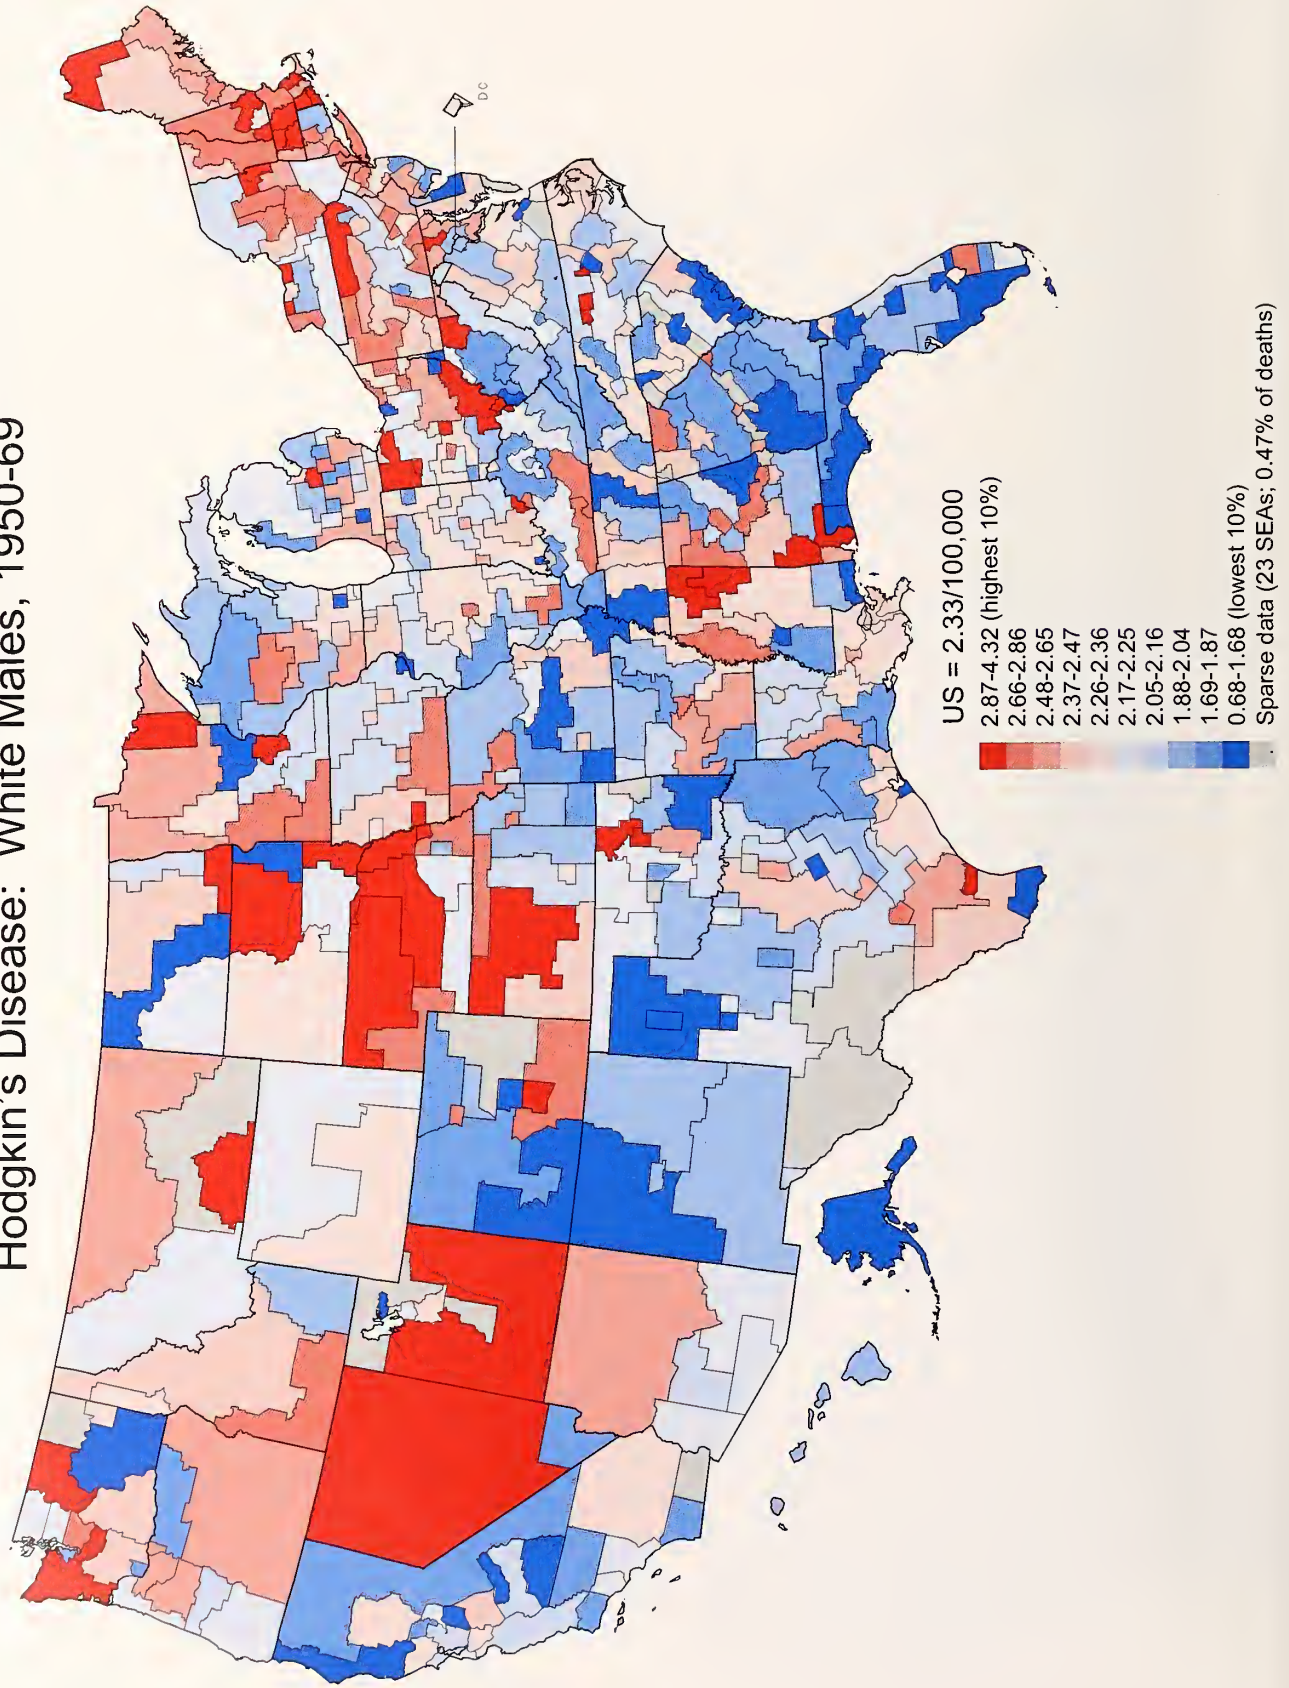 Hodgkin's Disease: White Males, 1950-69
DC
US = 2.33/100,000
2.87-4.32 (highest 10%)
2.66-2.86
2.48-2.65
2.37-2.47
2.26-2.36
2.17-2.25
2.05-2.16
1.88-2.04
1.69-1.87
0.68-1.68 (lowest 10%)
Sparse data (23 SEAs; 0.47% of deaths)